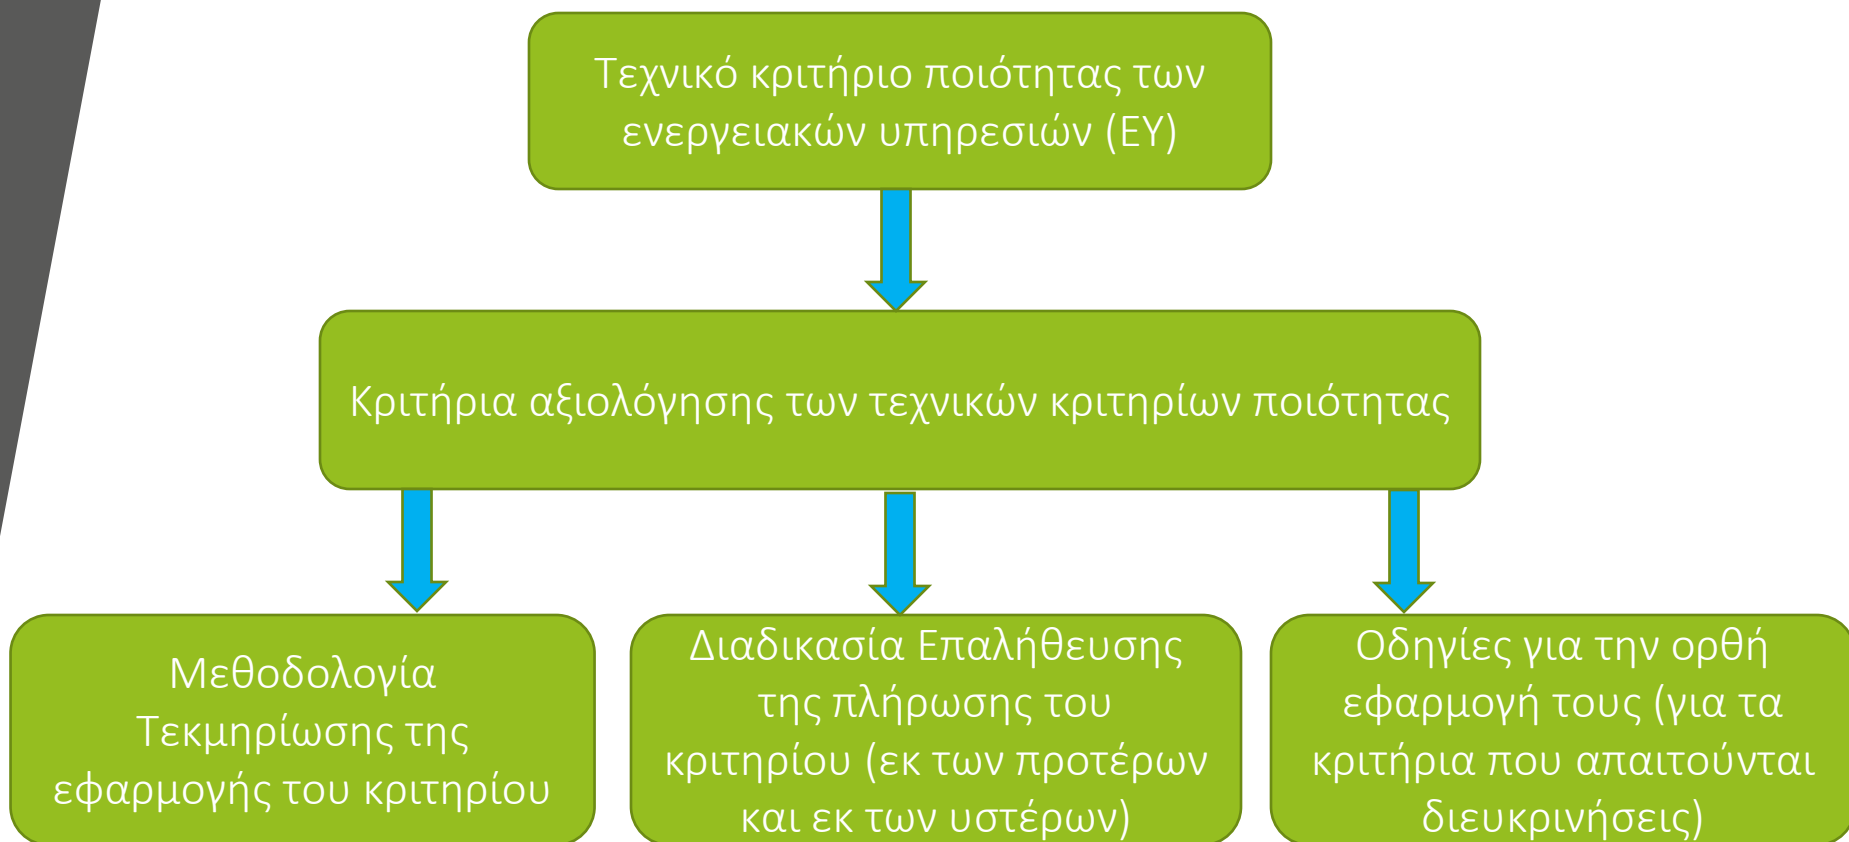 Τεχνικό κριτήριο ποιότητας των
ενεργειακών υπηρεσιών (ΕΥ)
Κριτήρια αξιολόγησης των τεχνικών κριτηρίων ποιότητας
Μεθοδολογία
Τεκμηρίωσης της
εφαρμογής του κριτηρίου
Διαδικασία Επαλήθευσης
της πλήρωσης του
κριτηρίου (εκ των προτέρων
και εκ των υστέρων)
Οδηγίες για την ορθή
εφαρμογή τους (για τα
κριτήρια που απαιτούνται
διευκρινήσεις)